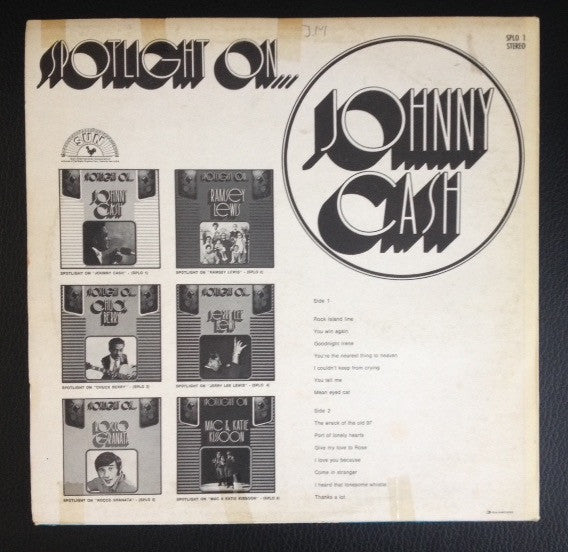 J.M
SPLO 1
STEREO
SPOTLIGHT ON...
JOHNNY
CASH
SUN
SPOTLIGHT ON...
JOHNNY
CASH
SPOTLIGHT ON "JOHNNY CASH" - (SPLO 1)
SPOTLIGHT ON...
RAMSEY
LEWIS
SPOTLIGHT ON "RAMSEY LEWIS" - (SPLO
SPOTLIGHT ON...
CHUCK
BERRY
SPOTLIGHT ON "CHUCK BERRY" - (SPLO
SPOTLIGHT ON...
JERRY LEE
LEWIS
SPOTLIGHT ON "JERRY LEE LEWIS" - (SPLO
SPOTLIGHT ON...
ROCCO
GRANATA
SPOTLIGHT ON "ROCCO GRANATA" - (SPLO
SPOTLIGHT ON
MAC & KATIE
KISSOON
SPOTLIGHT ON "MAC & KATIE KISSOON" - (SPLO
Side 1
Rock island line
You win again
Goodnight Irene
You're the nearest thing to heaven
I couldn't keep from crying
You tell me
Mean eyed cat
Side 2
The wreck of the old 97
Port of lonely hearts
Give my love to Rose
I love you because
Come in stranger
I heard that lonesome whistle
Thanks a lot